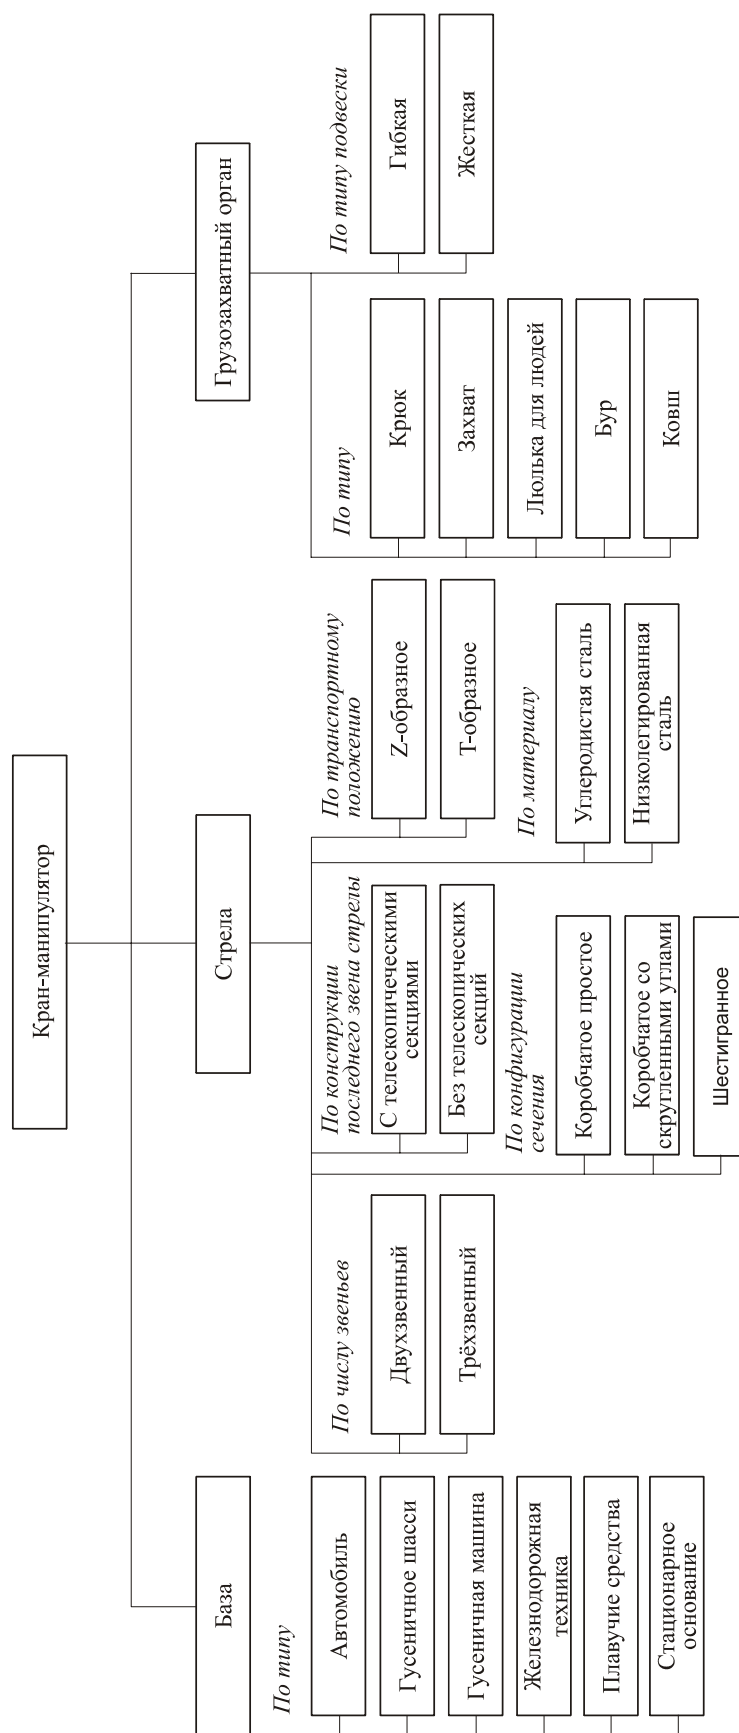 Кран-манипулятор
База
Стрела
Грузозахватный орган
По типу
Автомобиль
Гусеничное шасси
Гусеничная машина
Железнодорожная
техника
Плавучие средства
Стационарное
основание
По числу звеньев
Двухзвенный
Трёхзвенный
По конструкции
последнего звена стрелы
С телескопичеческими
секциями
Без телескопических
секций
По транспортному
положению
Z-образное
Т-образное
По конфигурации
сечения
Коробчатое простое
Коробчатое со
скругленными углами
Шестигранное
По материалу
Углеродистая сталь
Низколегированная
сталь
По типу
Крюк
Захват
Люлька для людей
Бур
Ковш
По типу подвески
Гибкая
Жесткая